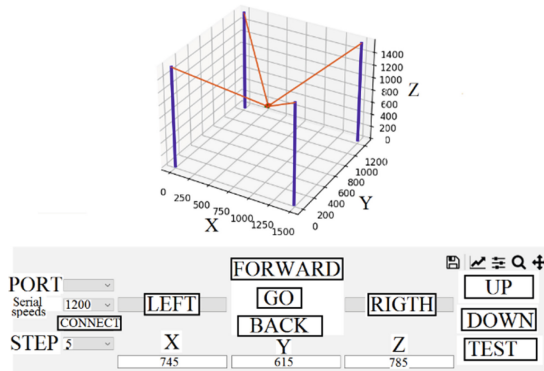 1400
1200
1000
800
600
400
200
0
Z
0
250
500
750
1000
1250
1500
X
0
200
400
600
800
1000
1200
Y
FORWARD
PORT
UP
Serial speeds 1200
LEFT
GO
RIGTH
CONNECT
BACK
DOWN
STEP 5
X
Y
Z
TEST
745
615
785